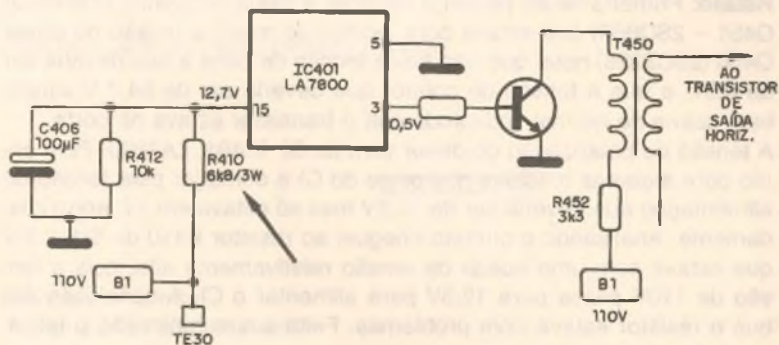 IC401
LA7800
5
3
15
12,7V
0,5V
C406
100µF
R412
10k
R410
6k8/3W
110V
B1
TE30
T450
AO
TRANSISTOR
DE
SAÍDA
HORIZ.
R452
3k3
B1
110V